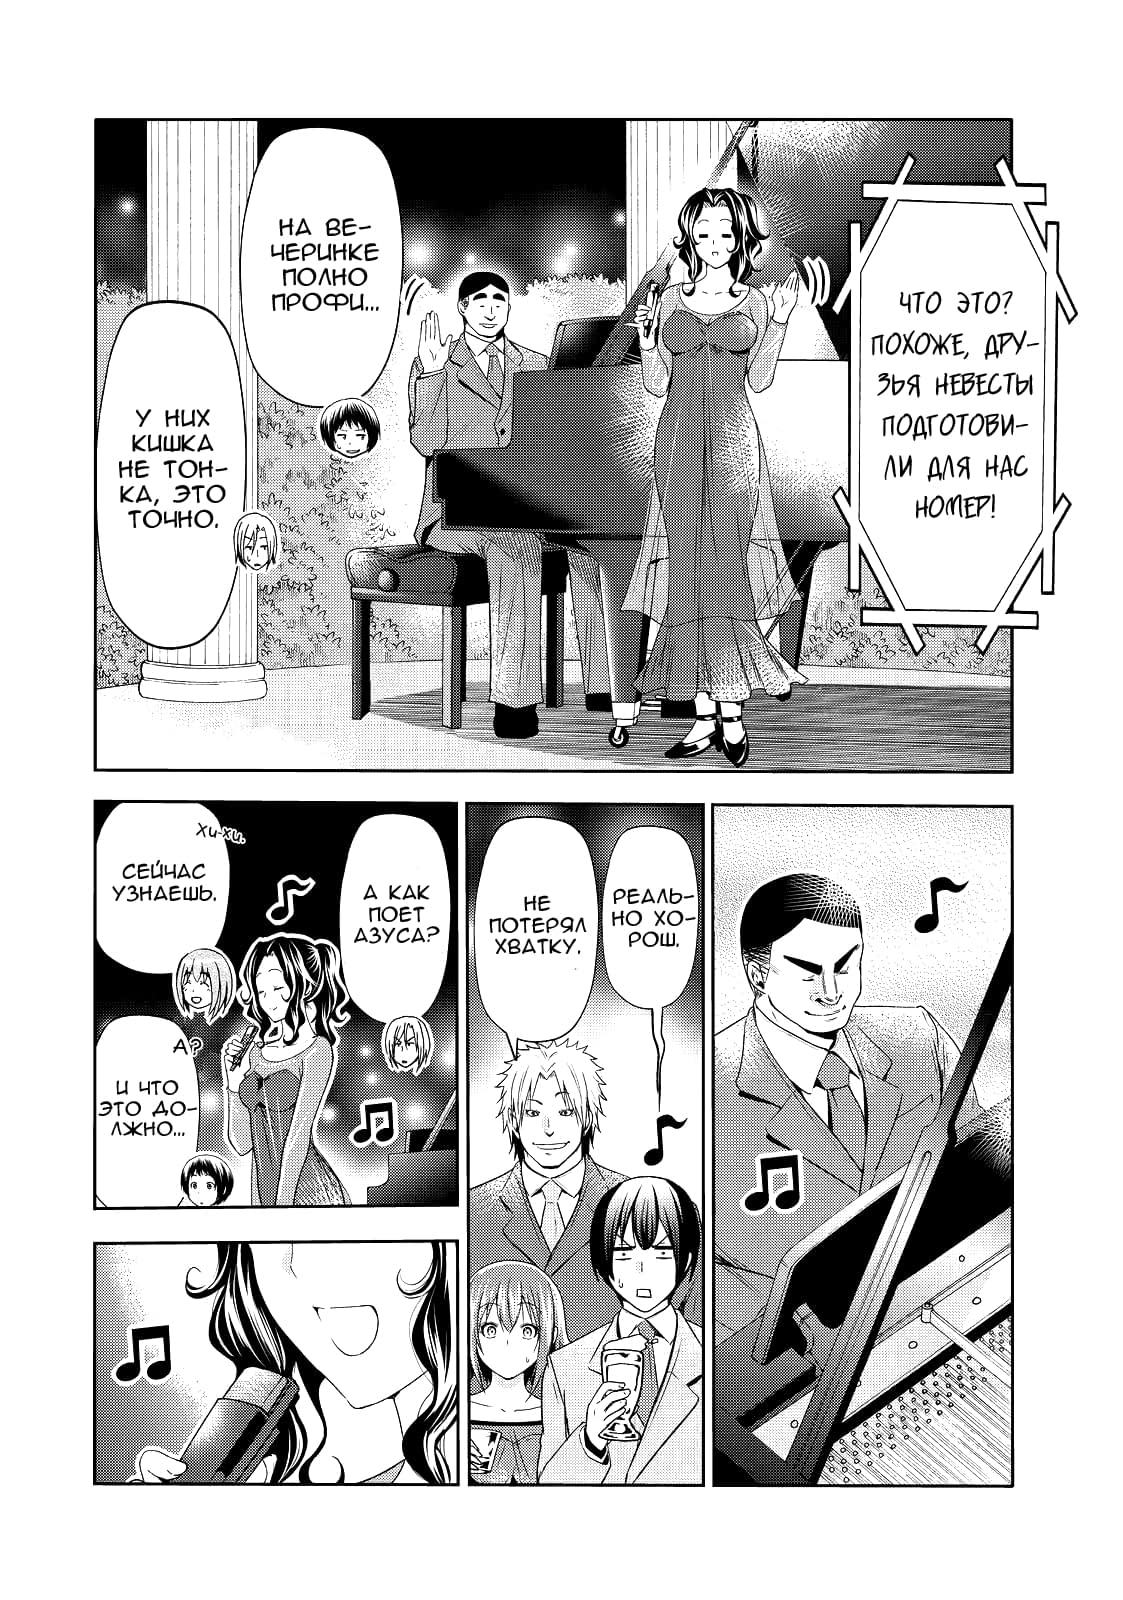 ЧТО ЭТО?
ПОХОЖЕ, ДРУ-
ЗЬЯ НЕВЕСТЫ
ПОДГОТОВИ-
ЛИ ДЛЯ НАС
НОМЕР!
НА ВЕ-
ЧЕРИНКЕ
ПОЛНО
ПРОФИ...
У НИХ
КИШКА
НЕ ТОН-
КА, ЭТО
ТОЧНО.
РЕАЛЬ-
НО ХО-
РОШ.
НЕ
ПОТЕРЯЛ
ХВАТКУ.
А КАК
ПОЕТ
АЗУСА?
ХИ-ХИ.
СЕЙЧАС
УЗНАЕШЬ.
А?
И ЧТО
ЭТО ДО-
ЛЖНО...